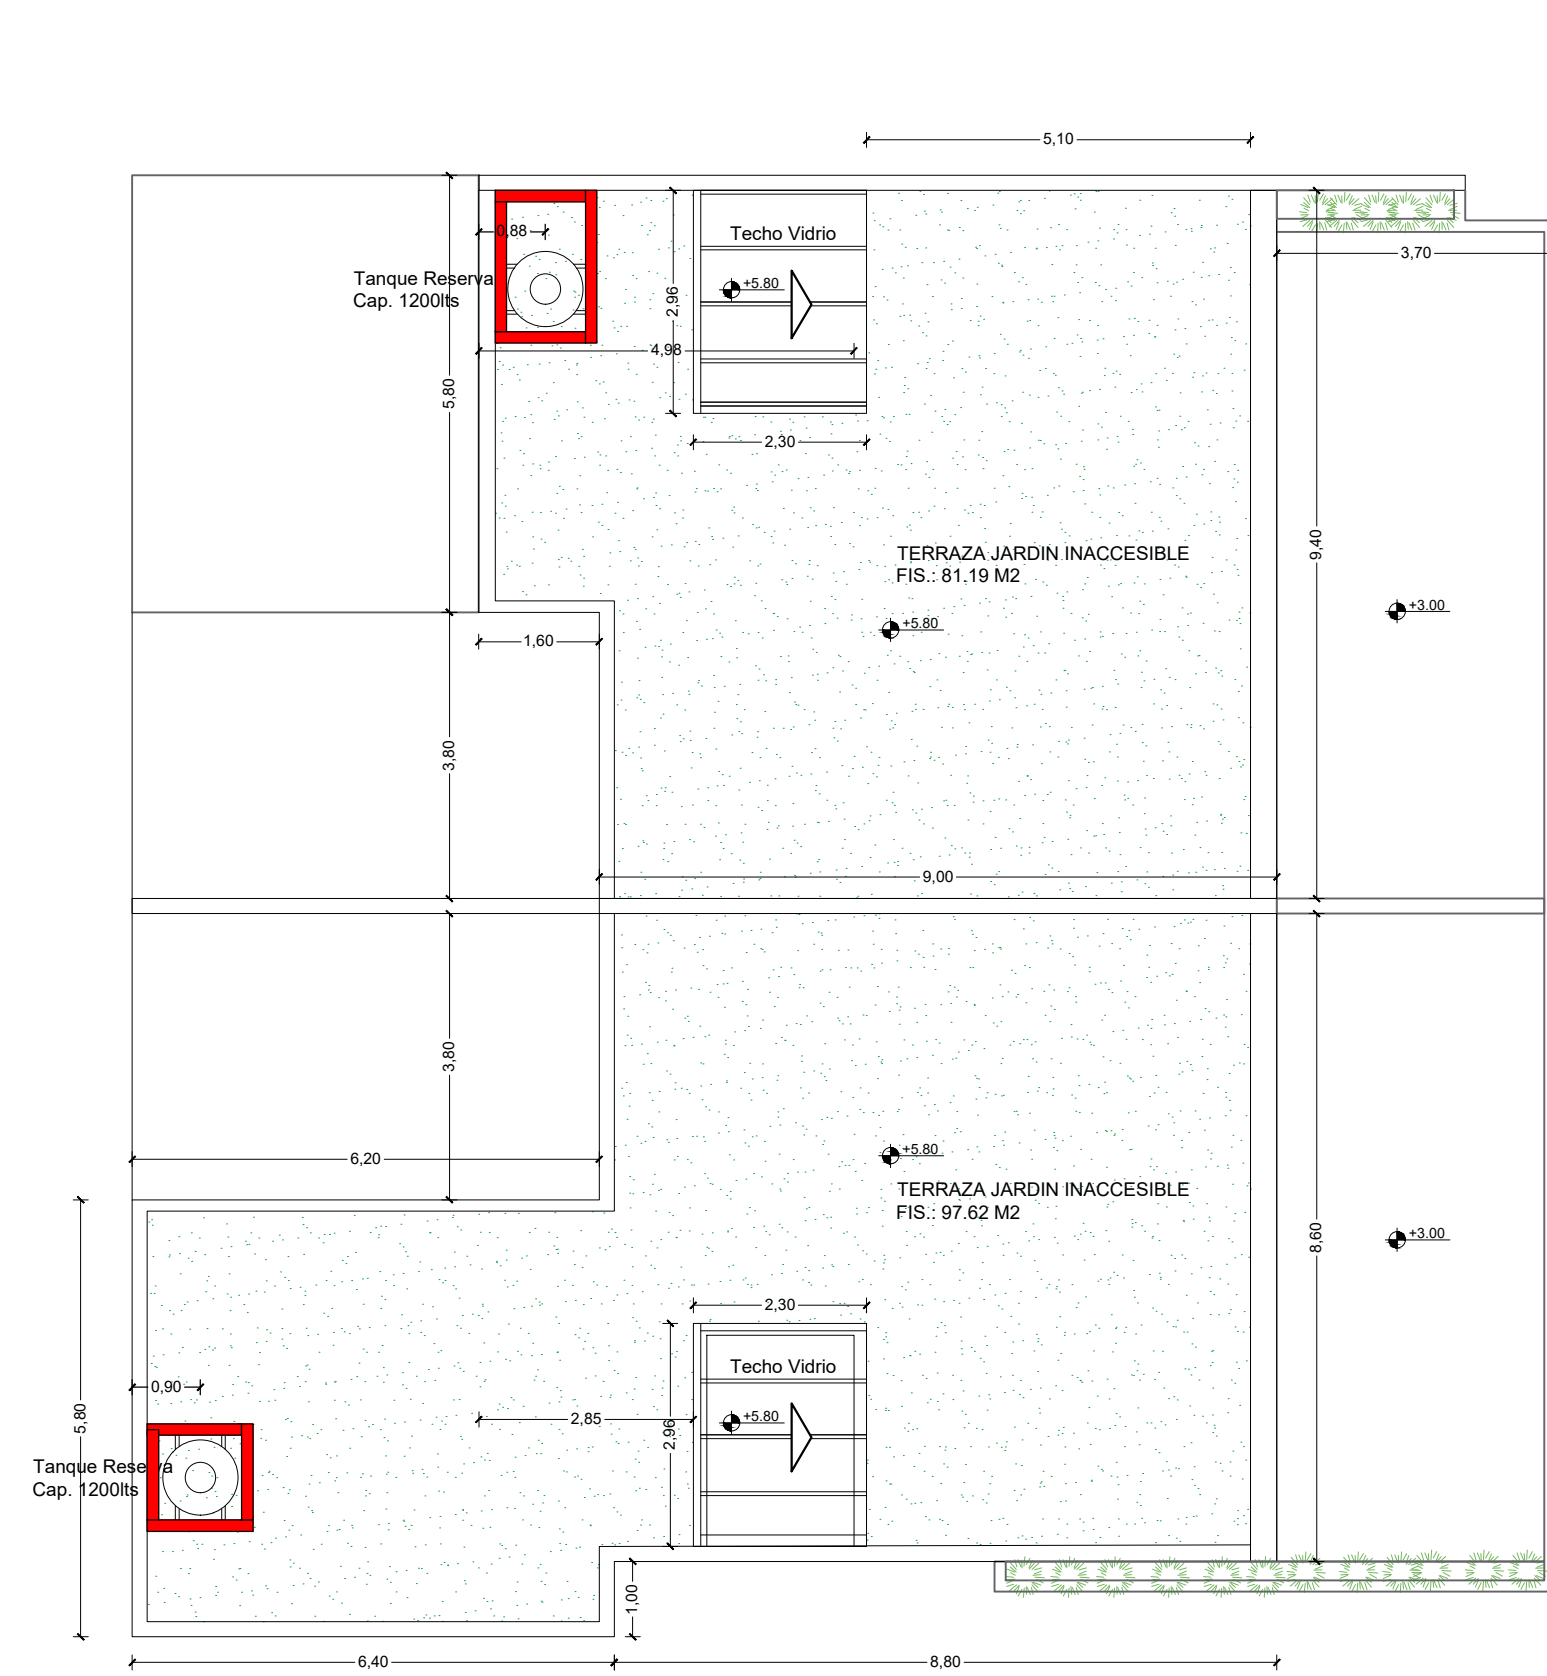 5,10
0,88
Techo Vidrio
3,70
Tanque Reserva
Cap. 1200lts
+5.80
2,96
4,98
5,80
2,30
9,40
TERRAZA JARDIN INACCESIBLE
FIS.: 81.19 M2
+3.00
+5.80
1,60
3,80
9,00
3,80
+5.80
6,20
TERRAZA JARDIN INACCESIBLE
FIS.: 97.62 M2
8,60
+3.00
2,30
Techo Vidrio
0,90
5,80
2,85
2,96
+5.80
Tanque Reserva
Cap. 1200lts
1,00
6,40
8,80